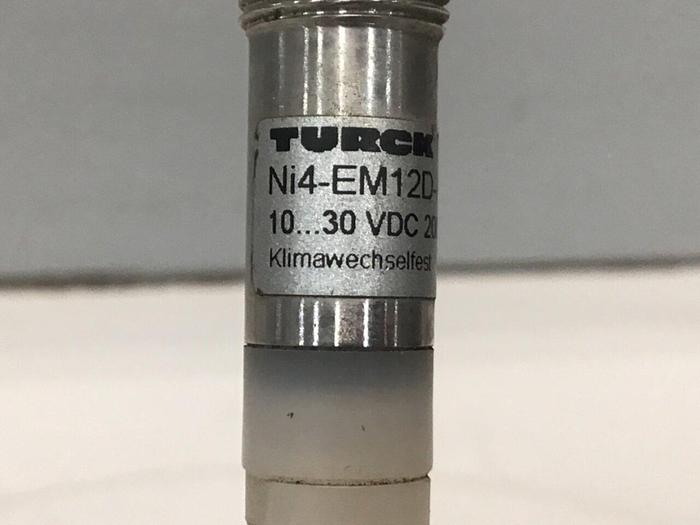 TURCK
Ni4-EM12D-
10...30 VDC 20
Klimawechselfest